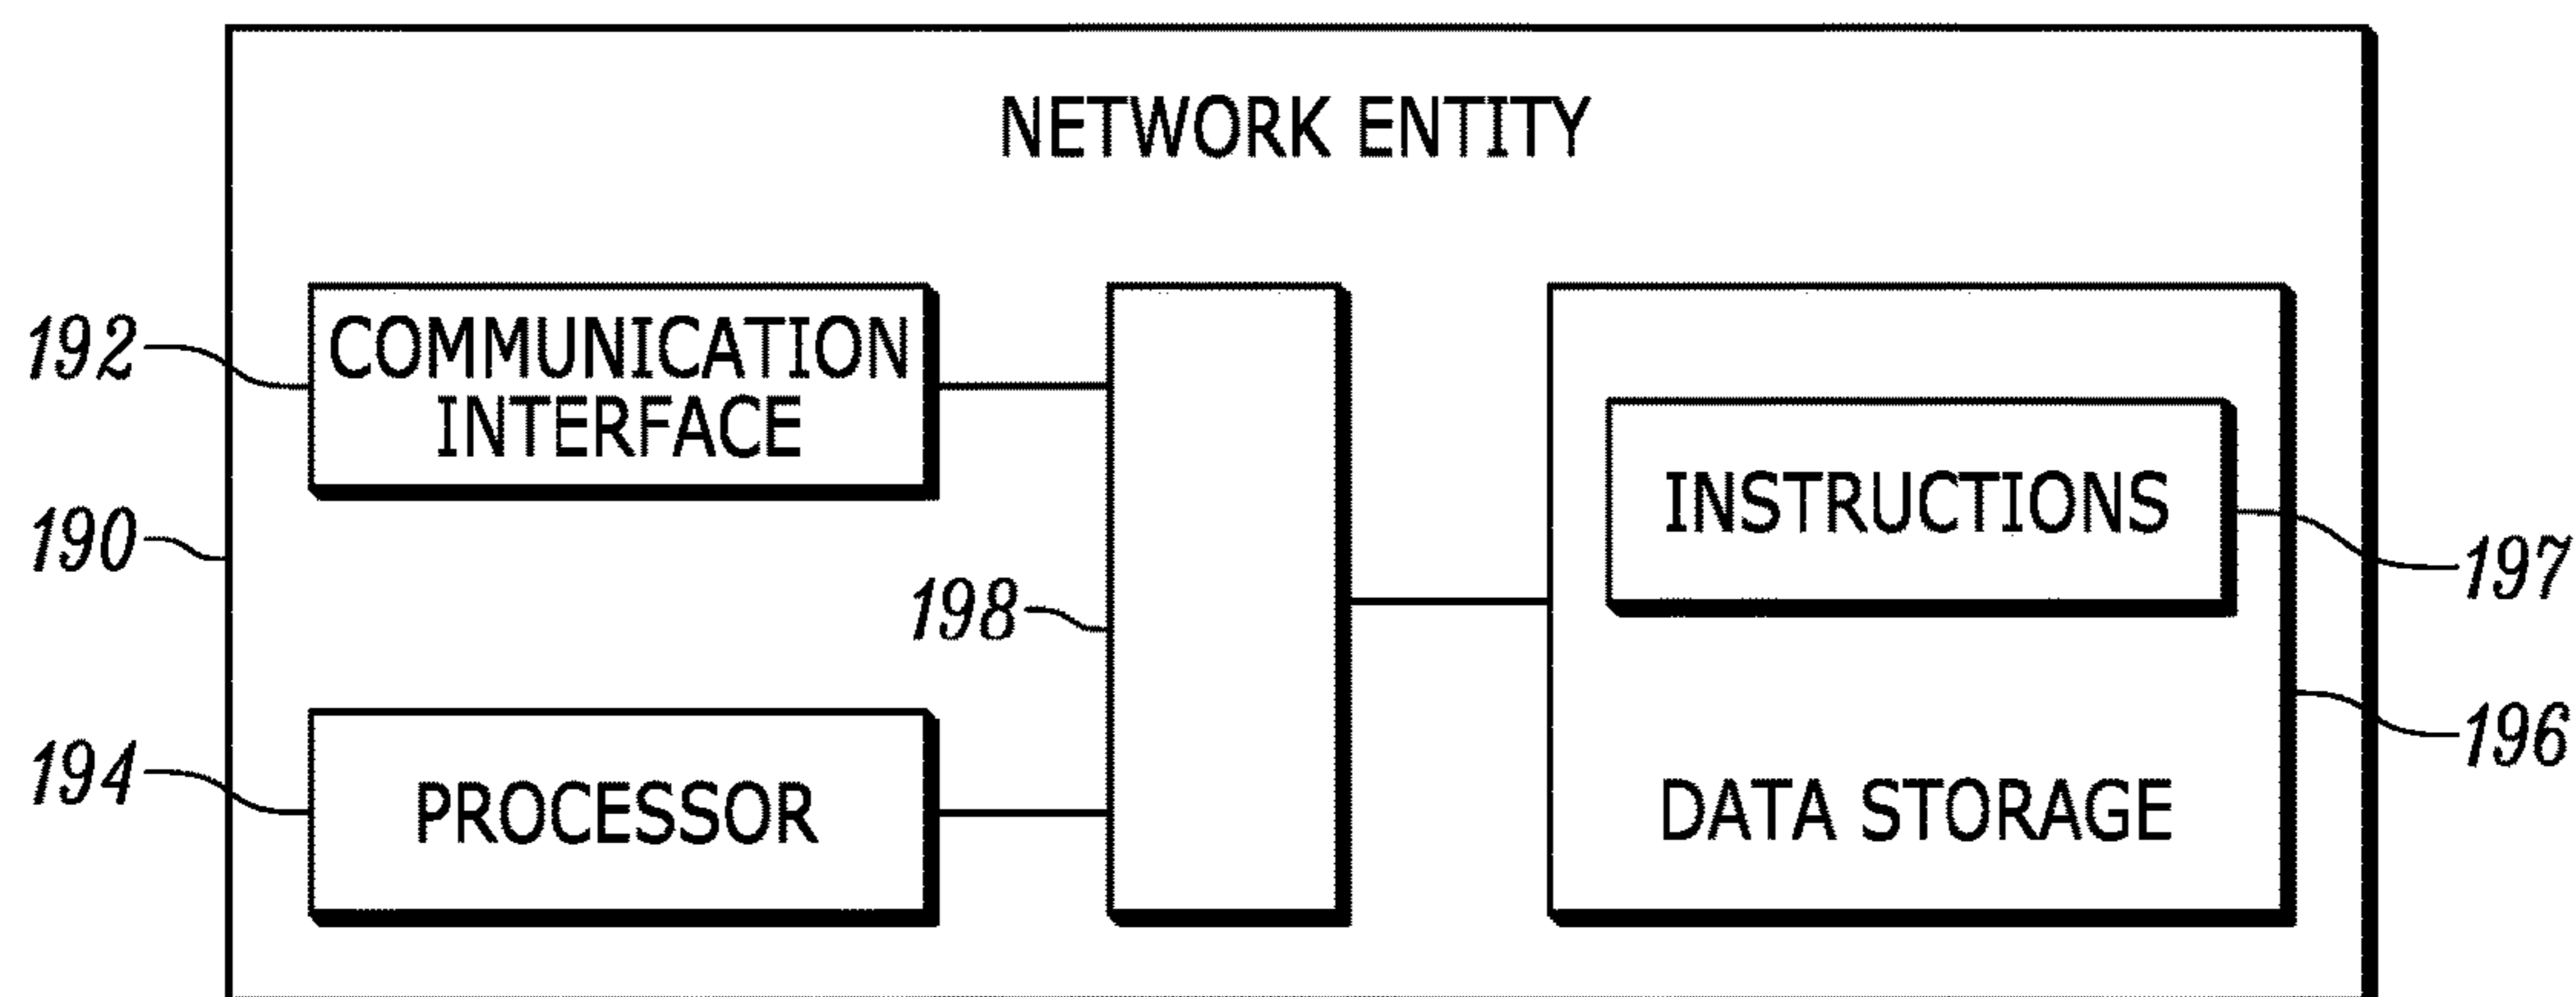 NETWORK ENTITY
192
COMMUNICATION
INTERFACE
190
INSTRUCTIONS
197
198
196
194
PROCESSOR
DATA STORAGE